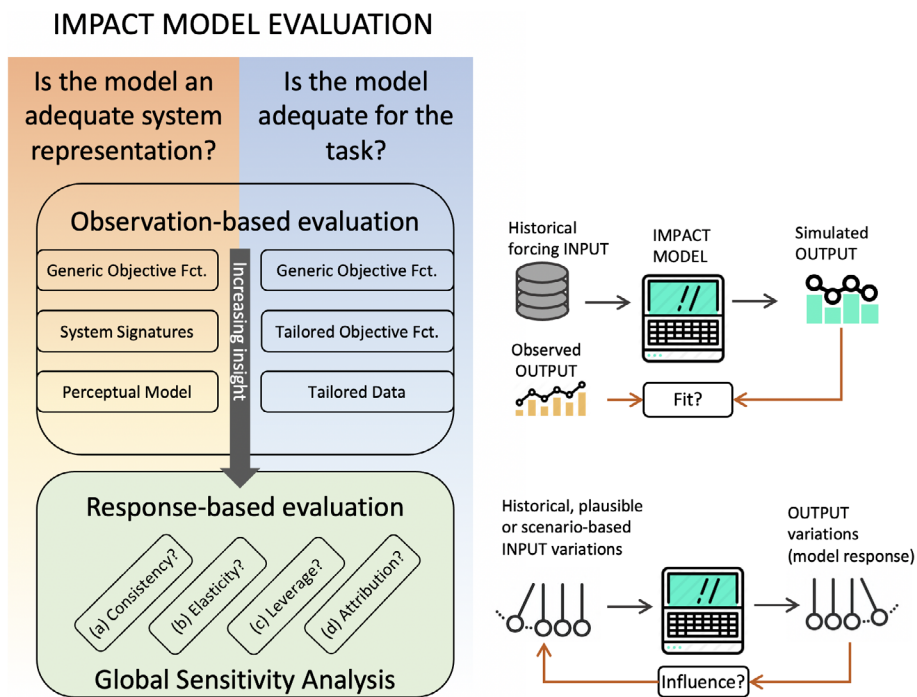 IMPACT MODEL EVALUATION
Is the model an
adequate system
representation?
Is the model
adequate for the
task?
Observation-based evaluation
Generic Objective Fct.
System Signatures
Perceptual Model
Increasing insight
Generic Objective Fct.
Tailored Objective Fct.
Tailored Data
Response-based evaluation
(a) Consistency?
(b) Elasticity?
(c) Leverage?
(d) Attribution?
Global Sensitivity Analysis
Historical
forcing INPUT
IMPACT
MODEL
Simulated
OUTPUT
Observed
OUTPUT
Fit?
Historical, plausible
or scenario-based
INPUT variations
OUTPUT
variations
(model response)
Influence?